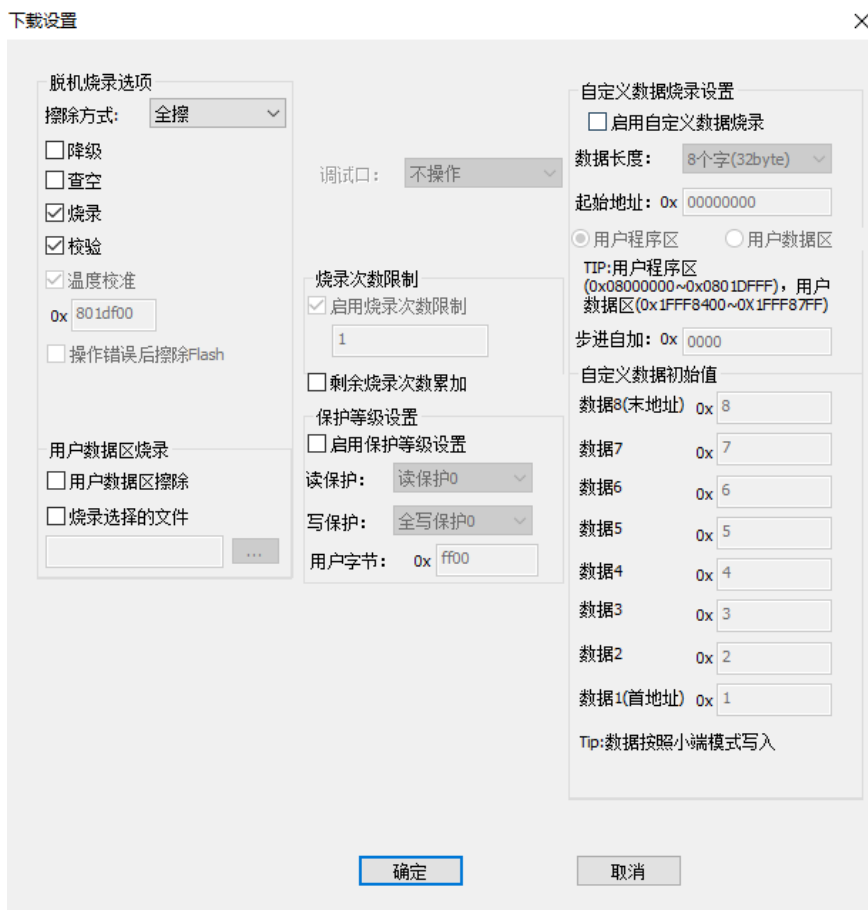 下载设置
脱机烧录选项
擦除方式: 全擦
降级
查空
烧录
校验
温度校准
0x 801df00
操作错误后擦除Flash
用户数据区烧录
用户数据区擦除
烧录选择的文件
...
调试口: 不操作
烧录次数限制
启用烧录次数限制
1
剩余烧录次数累加
保护等级设置
启用保护等级设置
读保护: 读保护0
写保护: 全写保护0
用户字节: 0x ff00
自定义数据烧录设置
启用自定义数据烧录
数据长度: 8个字(32byte)
起始地址: 0x 00000000
用户程序区 用户数据区
TIP:用户程序区
(0x08000000~0x0801DFFF)，用户
数据区(0x1FFF8400~0X1FFF87FF)
步进自加: 0x 0000
自定义数据初始值
数据8(末地址) 0x 8
数据7 0x 7
数据6 0x 6
数据5 0x 5
数据4 0x 4
数据3 0x 3
数据2 0x 2
数据1(首地址) 0x 1
Tip:数据按照小端模式写入
确定 取消